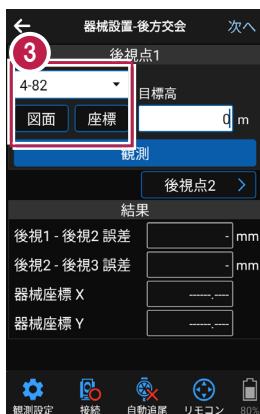 器械設置-後方交会 次へ
後視点1
3
4-82
目標高
図面 座標 0 m
観測
後視点2
結果
後視1 - 後視2 誤差 - mm
後視2 - 後視3 誤差 - mm
器械座標 X ------.----
器械座標 Y ------.----
観測設定 接続 自動追尾 リモコン 80%